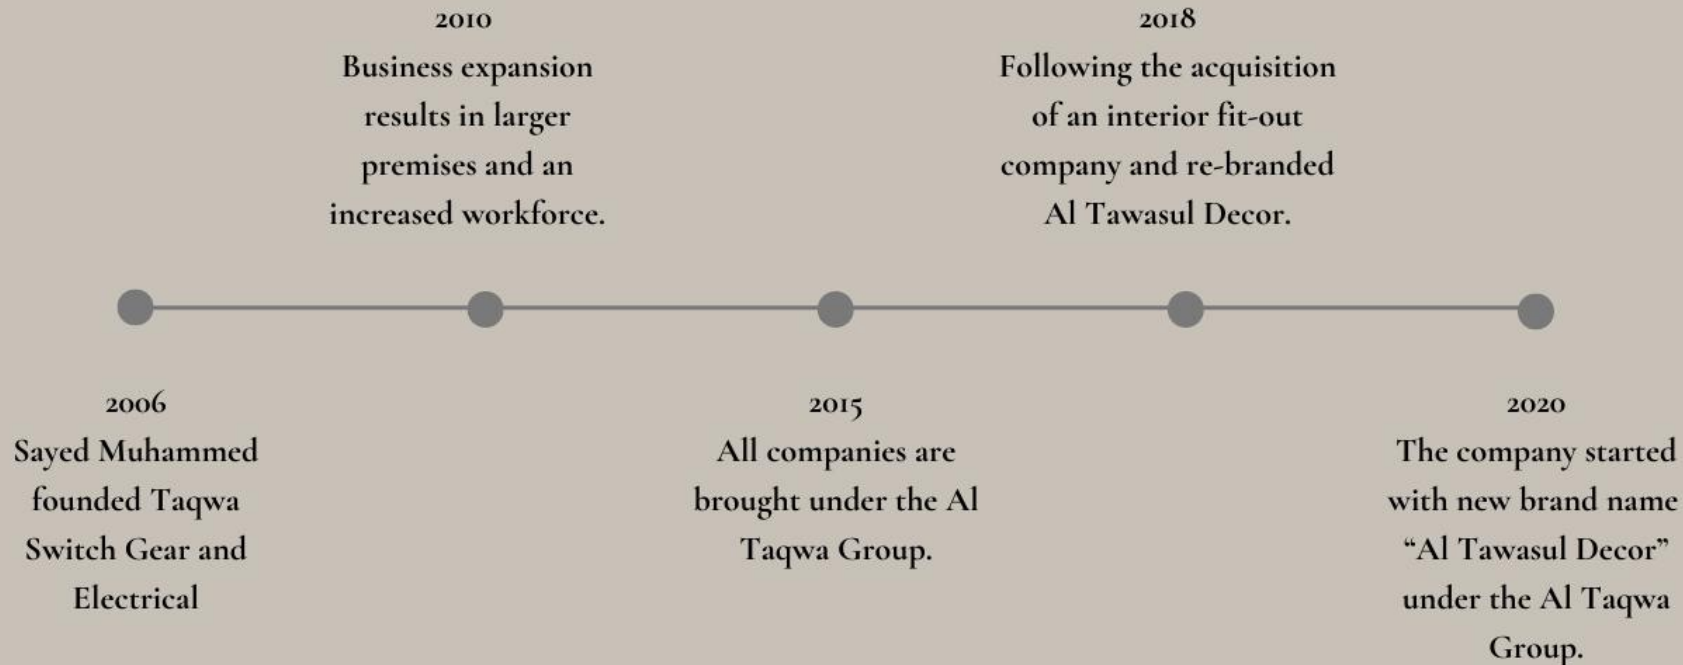 2010
Business expansion
results in larger
premises and an
increased workforce.
2018
Following the acquisition
of an interior fit-out
company and re-branded
Al Tawasul Decor.
2006
Sayed Muhammed
founded Taqwa
Switch Gear and
Electrical
2015
All companies are
brought under the Al
Taqwa Group.
2020
The company started
with new brand name
“Al Tawasul Decor”
under the Al Taqwa
Group.